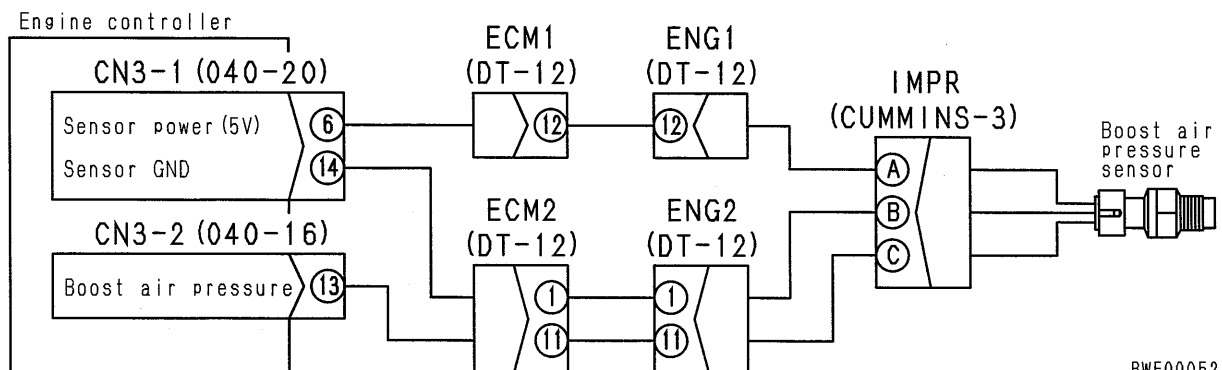 Engine controller
CN3-1 (040-20)
Sensor power (5V)
6
Sensor GND
14
CN3-2 (040-16)
Boost air pressure
13
ECM1
(DT-12)
12
ENG1
(DT-12)
12
ECM2
(DT-12)
1
11
ENG2
(DT-12)
1
11
IMPR
(CUMMINS-3)
A
B
C
Boost air
pressure
sensor
BWE00052